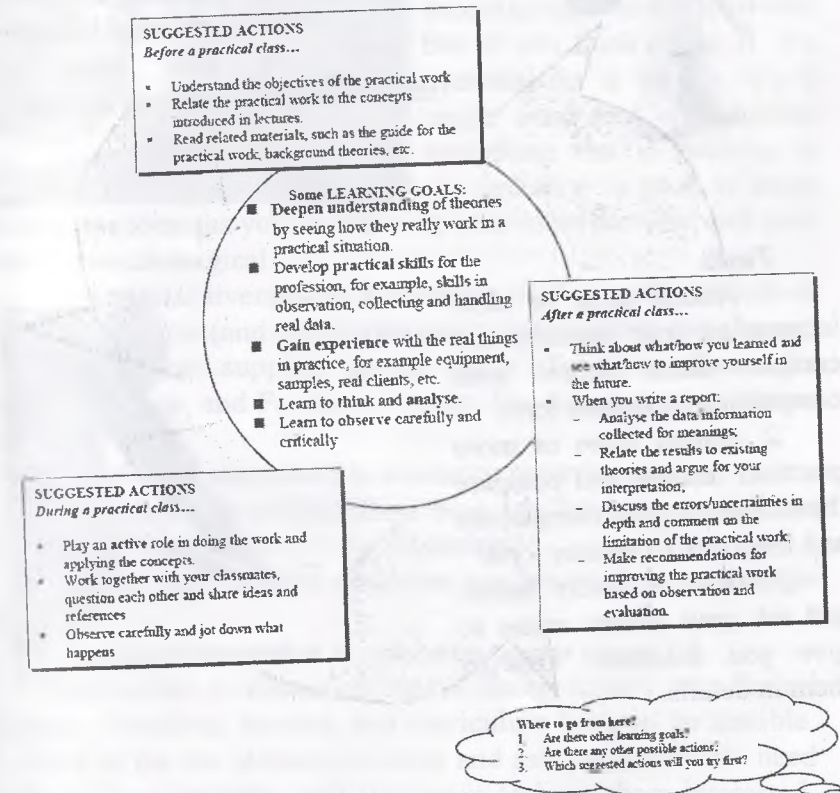 SUGGESTED ACTIONS
Before a practical class...
▪ Understand the objectives of the practical work
▪ Relate the practical work to the concepts
introduced in lectures.
▪ Read related materials, such as the guide for the
practical work, background theories, etc.
Some LEARNING GOALS:
■ Deepen understanding of theories
by seeing how they really work in a
practical situation.
■ Develop practical skills for the
profession, for example, skills in
observation, collecting and handling
real data.
■ Gain experience with the real things
in practice, for example equipment,
samples, real clients, etc.
■ Learn to think and analyse.
■ Learn to observe carefully and
critically
SUGGESTED ACTIONS
After a practical class...
▪ Think about what/how you learned and
see what/how to improve yourself in
the future.
▪ When you write a report:
– Analyse the data information
collected for meanings;
– Relate the results to existing
theories and argue for your
interpretation;
– Discuss the errors/uncertainties in
depth and comment on the
limitation of the practical work;
– Make recommendations for
improving the practical work
based on observation and
evaluation.
SUGGESTED ACTIONS
During a practical class...
▪ Play an active role in doing the work and
applying the concepts.
▪ Work together with your classmates,
question each other and share ideas and
references
▪ Observe carefully and jot down what
happens
Where to go from here?
1. Are there other learning goals?
2. Are there any other possible actions?
3. Which suggested actions will you try first?